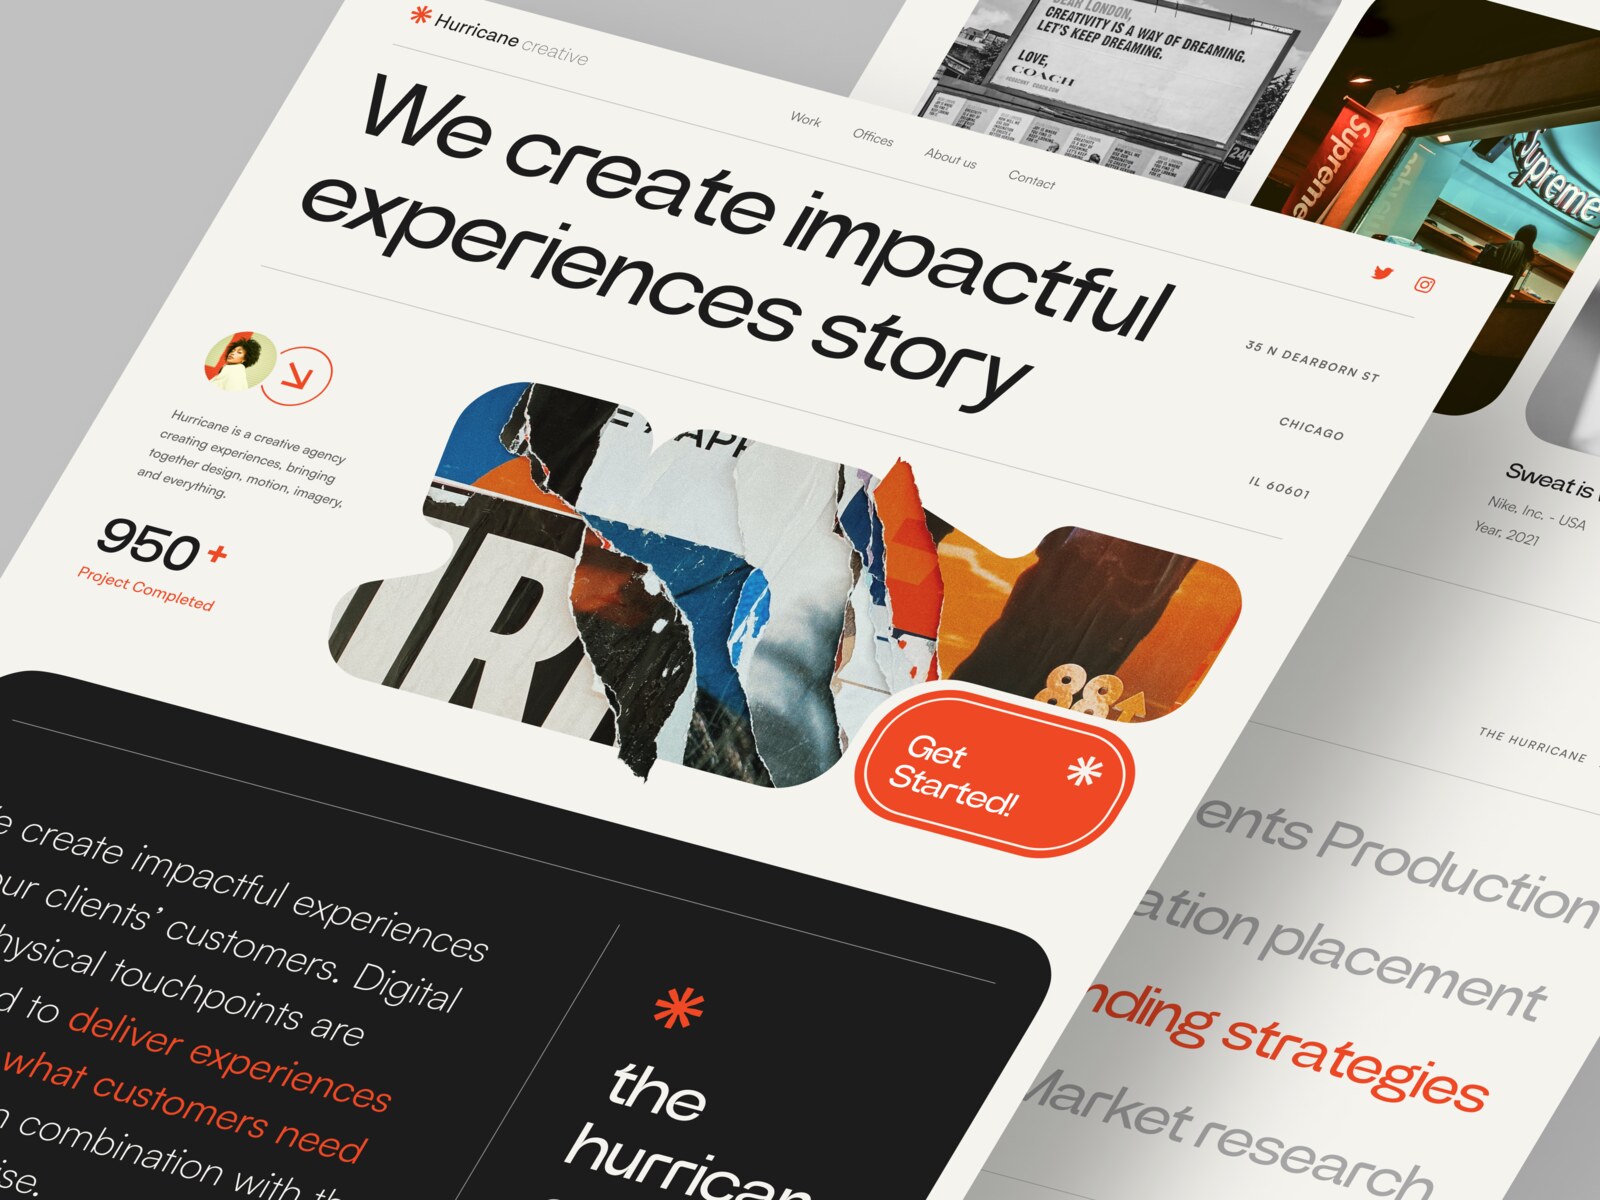 Hurricane creative
Work
Offices
About us
Contact
We create impactful
experiences story
35 N DEARBORN ST
CHICAGO
IL 60601
Hurricane is a creative agency
creating experiences, bringing
together design, motion, imagery,
and everything.
950+
Project Completed
88
Get
Started!
create impactful experiences
our clients' customers. Digital
hysical touchpoints are
d to deliver experiences
what customers need
combination with
the
hurrican
DEAR LONDON,
CREATIVITY IS A WAY OF DREAMING.
LET'S KEEP DREAMING.
LOVE,
COACH
24H
Supreme
Supreme
Sweat is
Nike, Inc. - USA
Year, 2021
THE HURRICANE
ents Production
ation placement
nding strategies
Market research